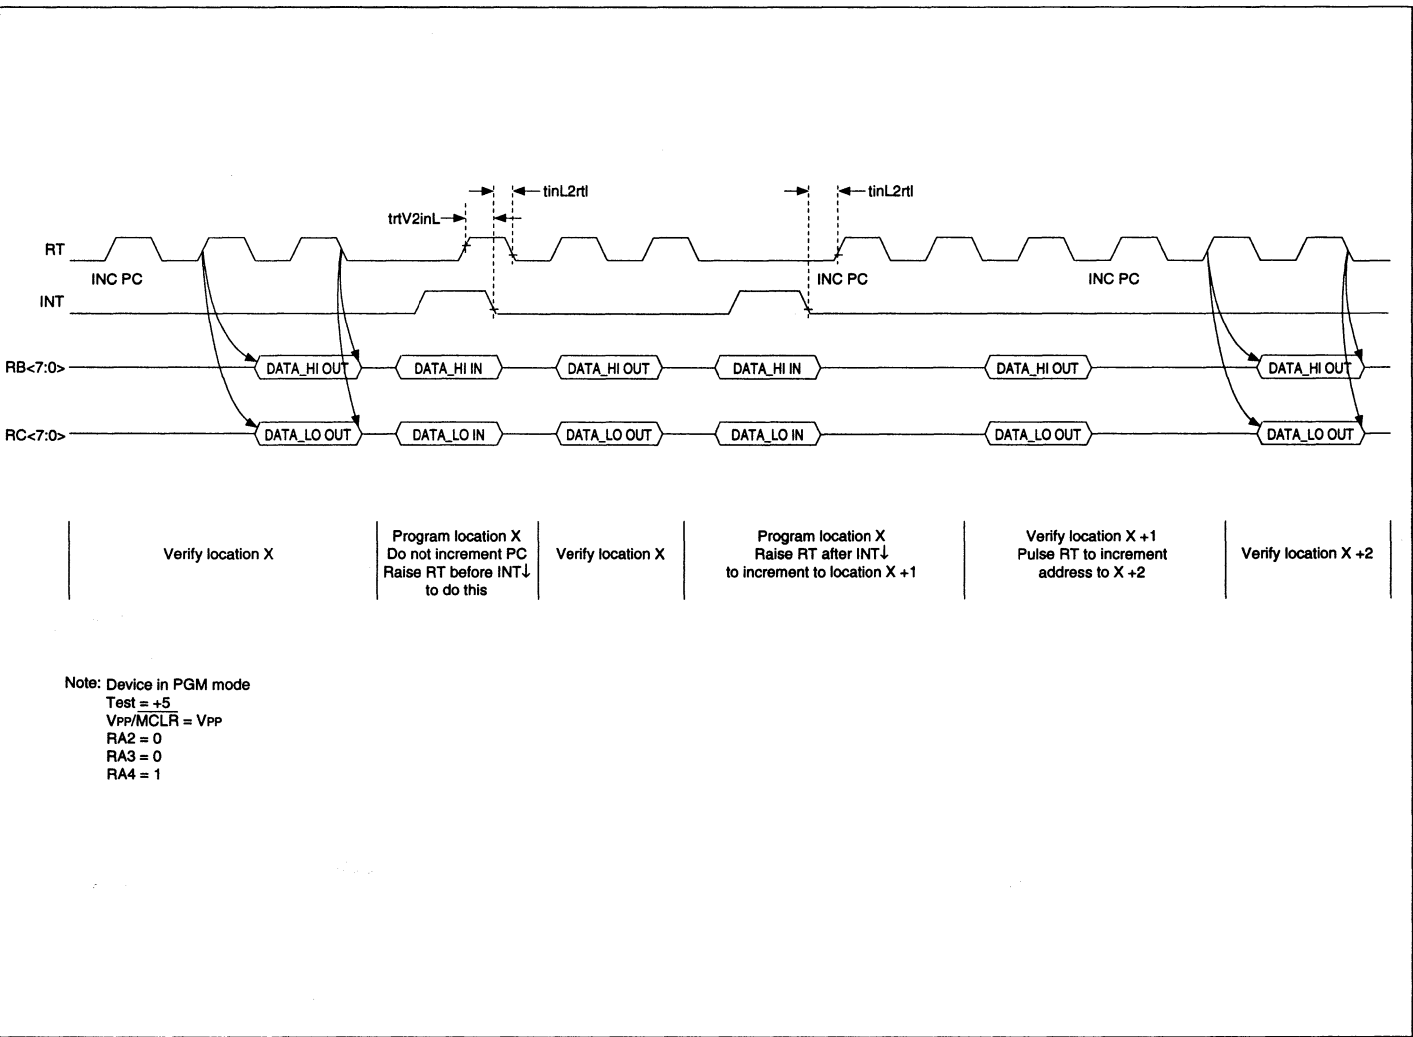 tinL2rtl
tinL2rtl
trtV2inL
RT
INC PC
INC PC
INC PC
INT
RB<7:0>
DATA_HI OUT
DATA_HI IN
DATA_HI OUT
DATA_HI IN
DATA_HI OUT
DATA_HI OUT
RC<7:0>
DATA_LO OUT
DATA_LO IN
DATA_LO OUT
DATA_LO IN
DATA_LO OUT
DATA_LO OUT
Verify location X
Program location X
Do not increment PC
Raise RT before INT↓
to do this
Verify location X
Program location X
Raise RT after INT↓
to increment to location X +1
Verify location X +1
Pulse RT to increment
address to X +2
Verify location X +2
Note: Device in PGM mode
Test = +5
VPP/MCLR = VPP
RA2 = 0
RA3 = 0
RA4 = 1